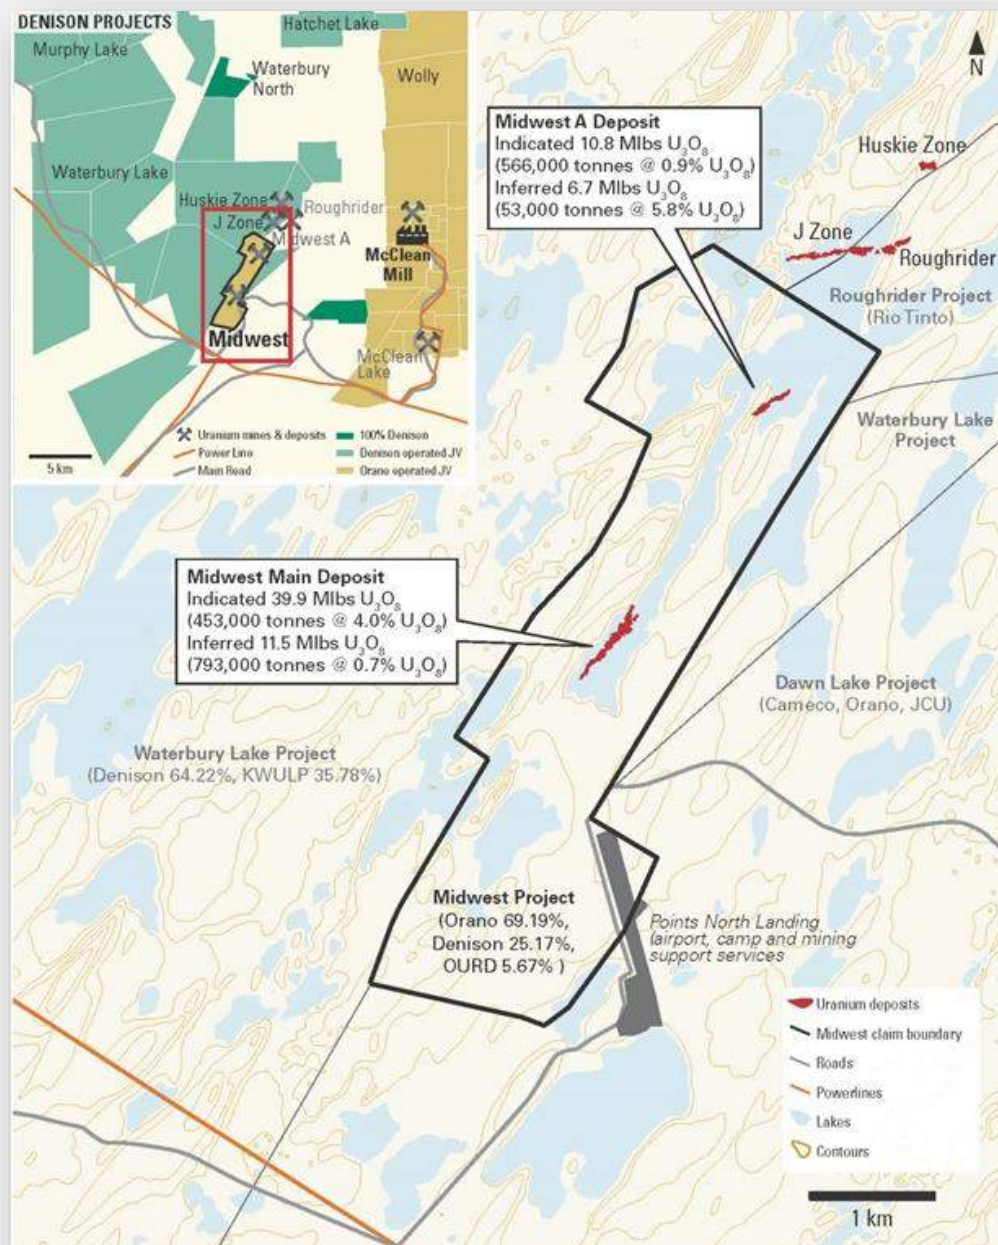 DENISON PROJECTS
Hatchet Lake
Murphy Lake
Waterbury
North
Wolly
Waterbury Lake
Huskie Zone
Roughrider
J Zone
Midwest A
McClean
Mill
Midwest
McClean
Lake
Uranium mines & deposits
100% Denison
Power Line
Denison operated JV
5 km
Main Road
Orano operated JV
N
Midwest A Deposit
Indicated 10.8 Mlbs U₃O₈
(566,000 tonnes @ 0.9% U₃O₈)
Inferred 6.7 Mlbs U₃O₈
(53,000 tonnes @ 5.8% U₃O₈)
Huskie Zone
J Zone
Roughrider
Roughrider Project
(Rio Tinto)
Waterbury Lake
Project
Midwest Main Deposit
Indicated 39.9 Mlbs U₃O₈
(453,000 tonnes @ 4.0% U₃O₈)
Inferred 11.5 Mlbs U₃O₈
(793,000 tonnes @ 0.7% U₃O₈)
Dawn Lake Project
(Cameco, Orano, JCU)
Waterbury Lake Project
(Denison 64.22%, KWULP 35.78%)
Midwest Project
(Orano 69.19%,
Denison 25.17%,
OURD 5.67% )
Points North Landing
(airport, camp and mining
support services
Uranium deposits
Midwest claim boundary
Roads
Powerlines
Lakes
Contours
1 km